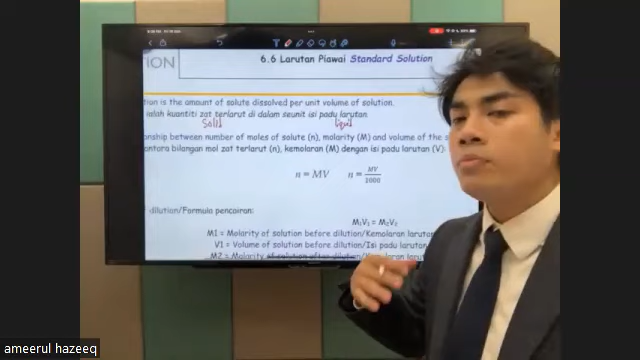 TION
6.6 Larutan Piawai Standard Solution
tion is the amount of solute dissolved per unit volume of solution.
ialah kuantiti zat terlarut di dalam seunit isi padu larutan.
onship between number of moles of solute (n), molarity (M) and volume of the s
antara bilangan mol zat terlarut (n), kemolaran (M) dengan isi padu larutan (V)
n = MV n = MV/1000
dilution/Formula pencairan:
M₁V₁ = M₂V₂
M1 = Molarity of solution before dilution/Kemolaran larutan
V1 = Volume of solution before dilution/Isi padu larutan
M2 = Molarity of solution after dilution/Kemolaran laru
ameerul hazeeq